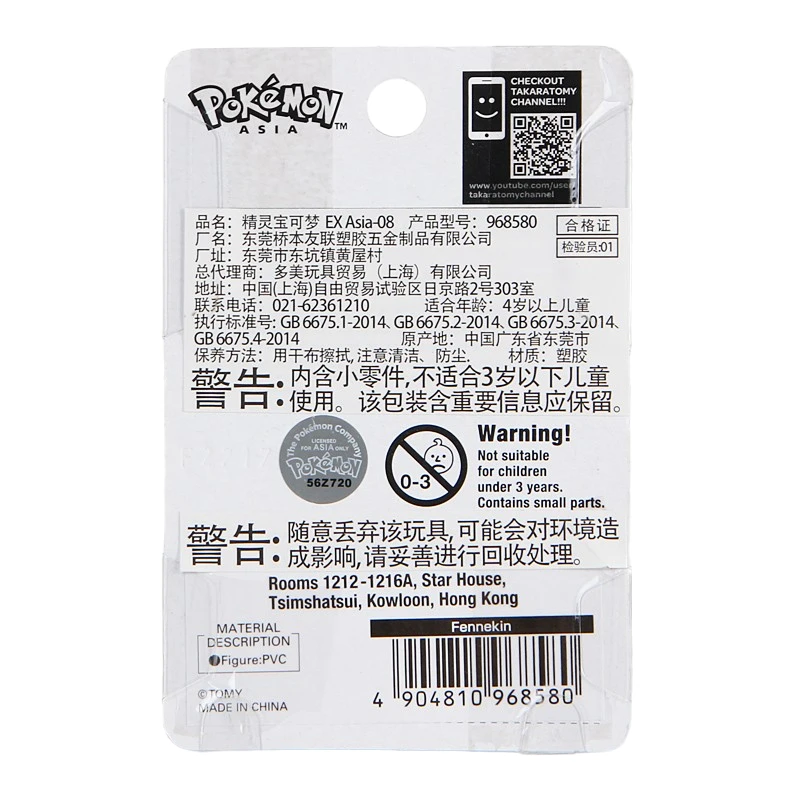 POKéMON
ASIA TM
CHECKOUT
TAKARATOMY
CHANNEL!!!
www.youtube.com/user/
takaratomychannel
品名：精灵宝可梦 EX Asia-08 产品型号：968580
合格证
检验员:01
厂名：东莞桥本友联塑胶五金制品有限公司
厂址：东莞市东坑镇黄屋村
总代理商：多美玩具贸易（上海）有限公司
地址：中国(上海)自由贸易试验区日京路2号303室
联系电话：021-62361210 适合年龄：4岁以上儿童
执行标准号: GB 6675.1-2014、GB 6675.2-2014、GB 6675.3-2014、
GB 6675.4-2014 原产地：中国广东省东莞市
保养方法：用干布擦拭, 注意清洁、防尘. 材质：塑胶
警告: 内含小零件,不适合3岁以下儿童
使用。该包装含重要信息应保留。
The Pokémon Company
LICENSED
FOR ASIA ONLY
POKéMON
56Z720
0-3
Warning!
Not suitable
for children
under 3 years.
Contains small parts.
警告: 随意丢弃该玩具,可能会对环境造
成影响,请妥善进行回收处理。
Rooms 1212-1216A, Star House,
Tsimshatsui, Kowloon, Hong Kong
MATERIAL
DESCRIPTION
Figure:PVC
©TOMY
MADE IN CHINA
Fennekin
4 904810 968580